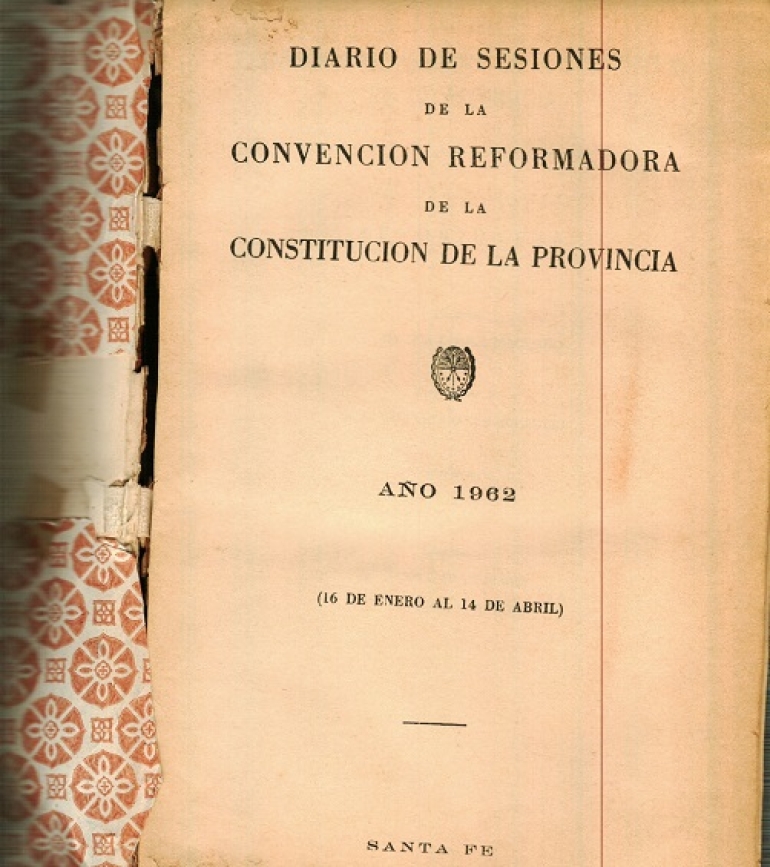 DIARIO DE SESIONES
DE LA
CONVENCION REFORMADORA
DE LA
CONSTITUCION DE LA PROVINCIA
AÑO 1962
(16 DE ENERO AL 14 DE ABRIL)
SANTA FE